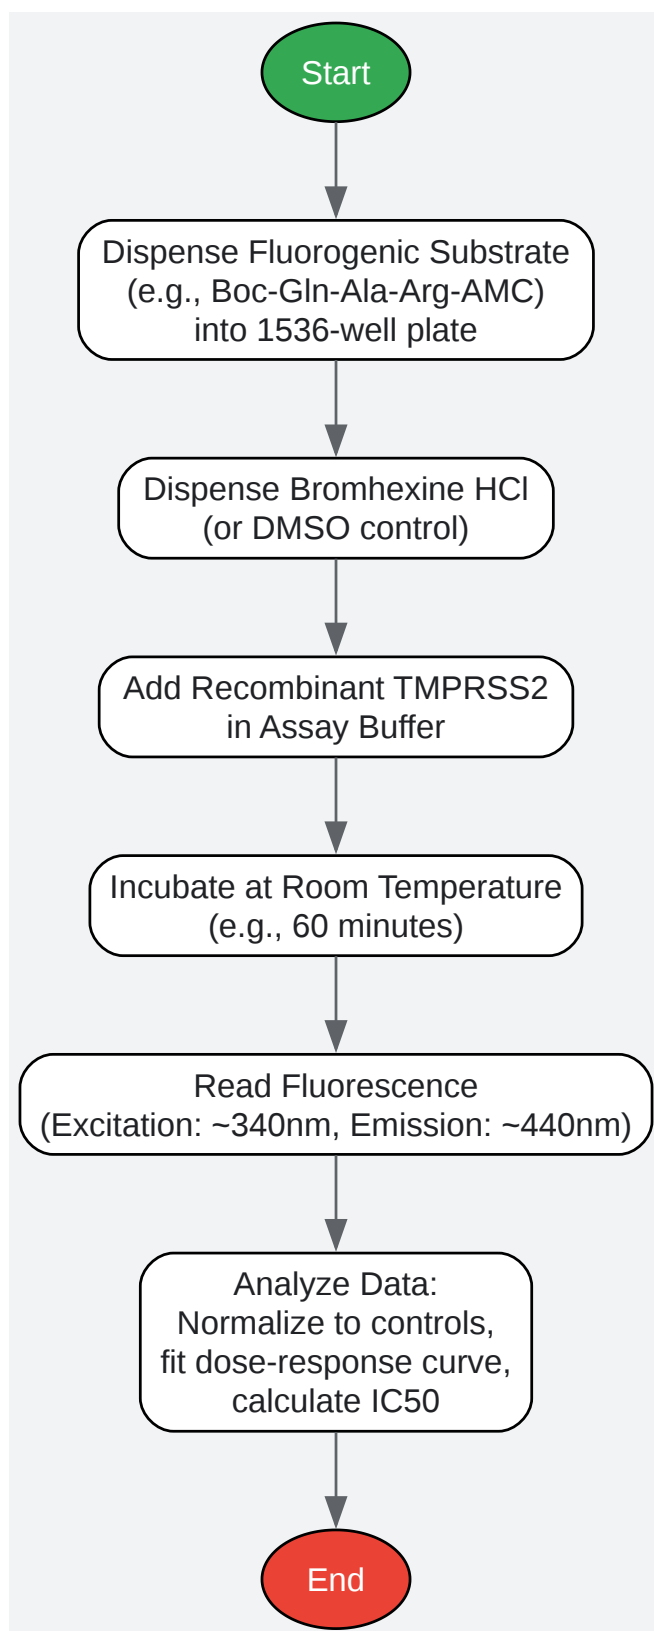 Start
Dispense Fluorogenic Substrate
(e.g., Boc-Gln-Ala-Arg-AMC)
into 1536-well plate
Dispense Bromhexine HCl
(or DMSO control)
Add Recombinant TMPRSS2
in Assay Buffer
Incubate at Room Temperature
(e.g., 60 minutes)
Read Fluorescence
(Excitation: ~340nm, Emission: ~440nm)
Analyze Data:
Normalize to controls,
fit dose-response curve,
calculate IC50
End